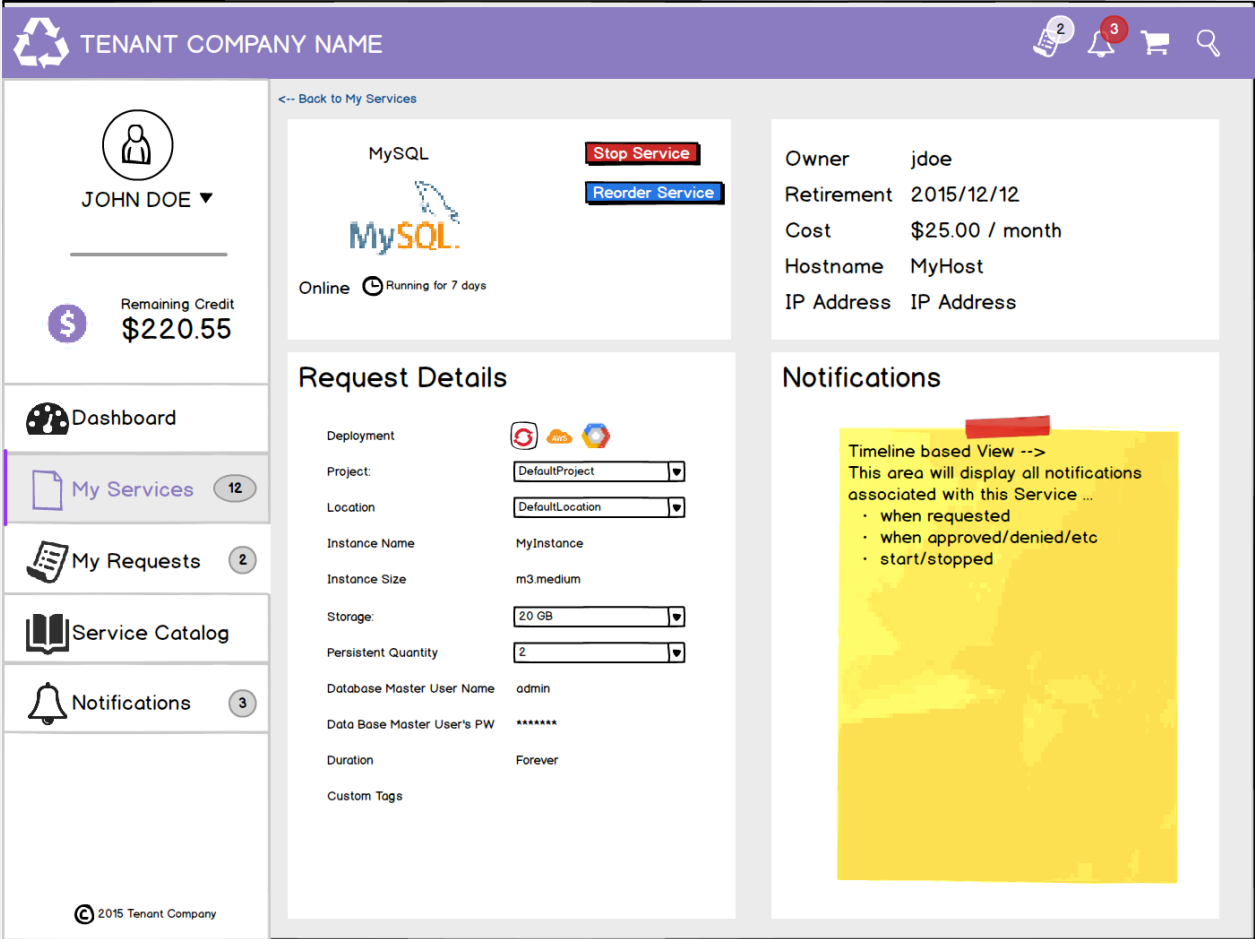 TENANT COMPANY NAME
2
3
JOHN DOE
Remaining Credit
$220.55
Dashboard
My Services 12
My Requests 2
Service Catalog
Notifications 3
© 2015 Tenant Company
<-- Back to My Services
MySQL
Stop Service
Reorder Service
MySQL.
Online Running for 7 days
Owner jdoe
Retirement 2015/12/12
Cost $25.00 / month
Hostname MyHost
IP Address IP Address
Request Details
Deployment AWS
Project: DefaultProject
Location DefaultLocation
Instance Name MyInstance
Instance Size m3.medium
Storage: 20 GB
Persistent Quantity 2
Database Master User Name admin
Data Base Master User's PW *******
Duration Forever
Custom Tags
Notifications
Timeline based View -->
This area will display all notifications
associated with this Service ...
· when requested
· when approved/denied/etc
· start/stopped